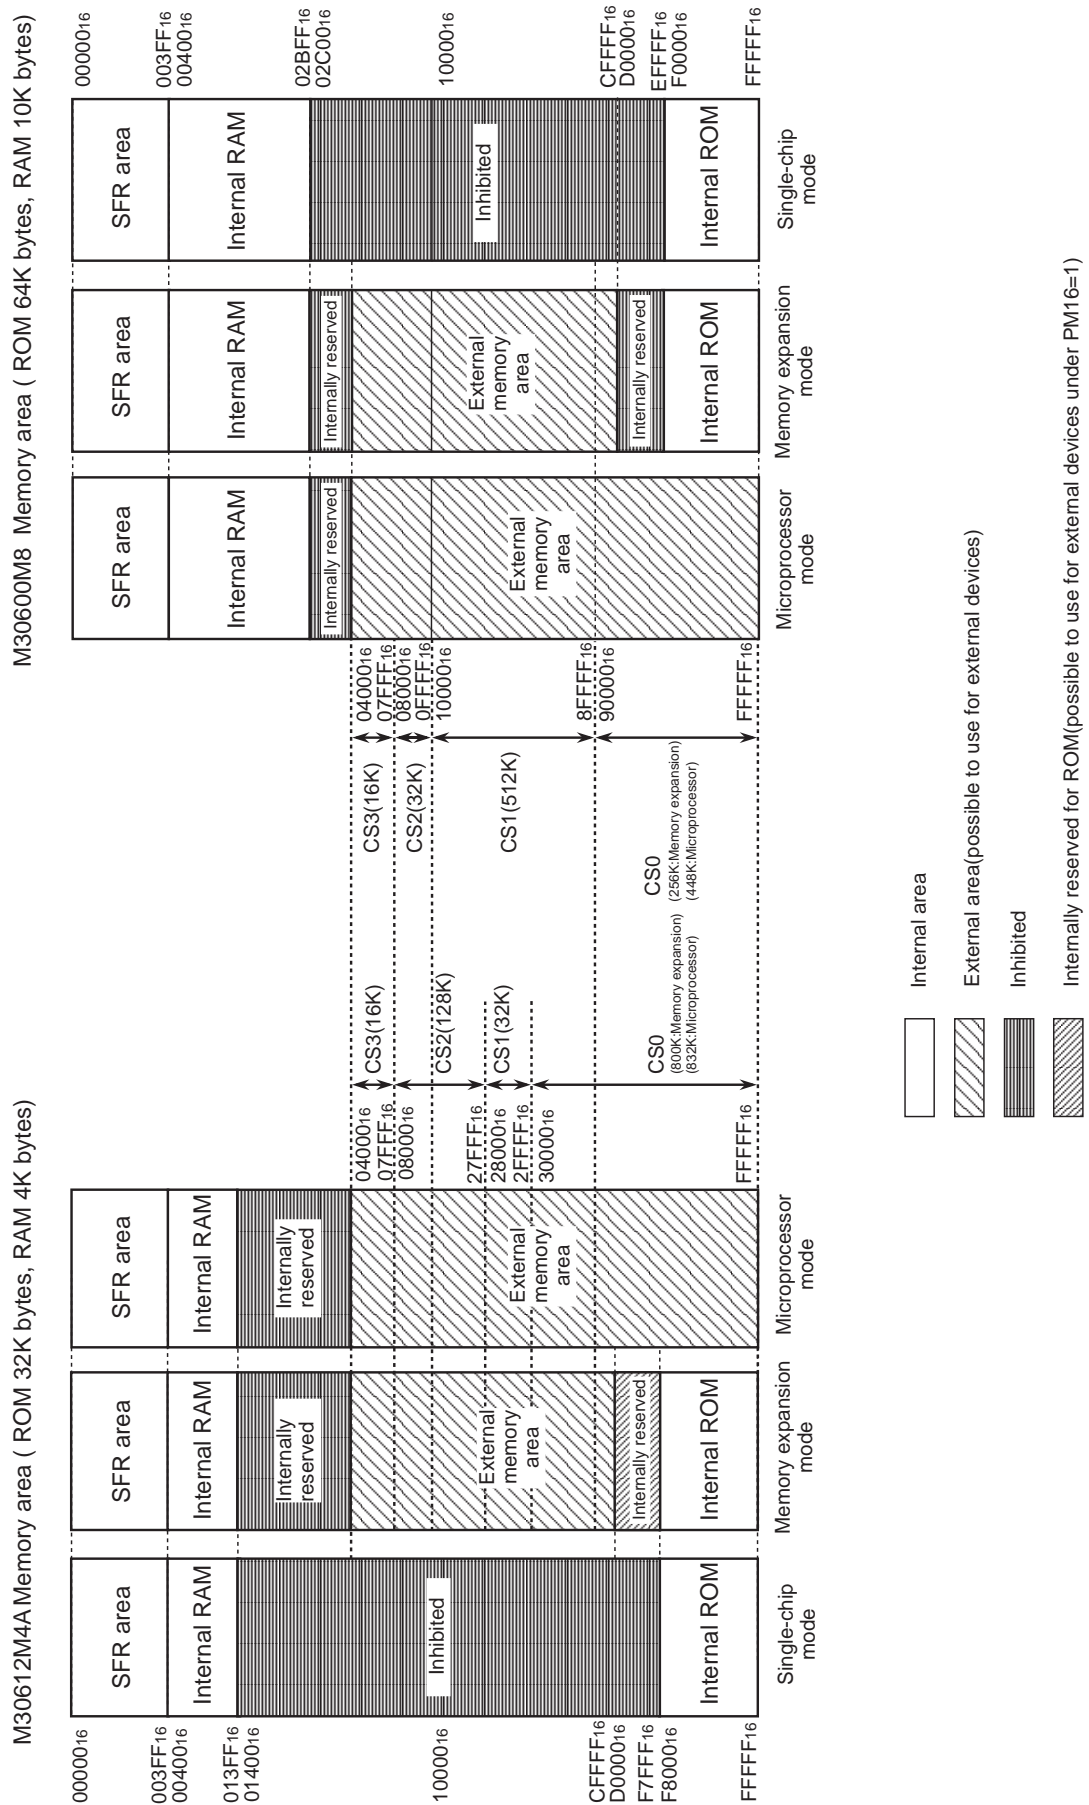 M30612M4A Memory area ( ROM 32K bytes, RAM 4K bytes)
00000₁₆
003FF₁₆
00400₁₆
013FF₁₆
01400₁₆
10000₁₆
CFFFF₁₆
D0000₁₆
F7FFF₁₆
F8000₁₆
FFFFF₁₆
SFR area
Internal RAM
Inhibited
Internal ROM
Single-chip
mode
SFR area
Internal RAM
Internally
reserved
External
memory
area
Internally reserved
Internal ROM
Memory expansion
mode
SFR area
Internal RAM
Internally
reserved
External
memory
area
Microprocessor
mode
04000₁₆
07FFF₁₆
08000₁₆
27FFF₁₆
28000₁₆
2FFFF₁₆
30000₁₆
FFFFF₁₆
CS3(16K)
CS2(128K)
CS1(32K)
CS0
(800K:Memory expansion)
(832K:Microprocessor)
M30600M8 Memory area ( ROM 64K bytes, RAM 10K bytes)
CS3(16K)
CS2(32K)
CS1(512K)
CS0
(256K:Memory expansion)
(448K:Microprocessor)
04000₁₆
07FFF₁₆
08000₁₆
0FFFF₁₆
10000₁₆
8FFFF₁₆
90000₁₆
FFFFF₁₆
SFR area
Internal RAM
Internally reserved
External
memory
area
Microprocessor
mode
SFR area
Internal RAM
Internally reserved
External
memory
area
Internally reserved
Internal ROM
Memory expansion
mode
SFR area
Internal RAM
Inhibited
Internal ROM
Single-chip
mode
00000₁₆
003FF₁₆
00400₁₆
02BFF₁₆
02C00₁₆
10000₁₆
CFFFF₁₆
D0000₁₆
EFFFF₁₆
F0000₁₆
FFFFF₁₆
Internal area
External area(possible to use for external devices)
Inhibited
Internally reserved for ROM(possible to use for external devices under PM16=1)